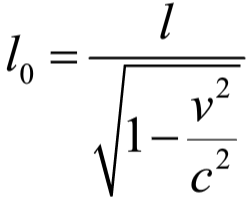 l₀ = l / √(1 − v²/c²)